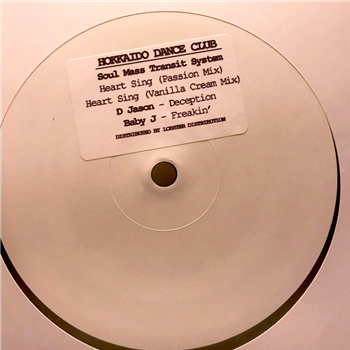 HOKKAIDO DANCE CLUB
Soul Mass Transit System
Heart Sing (Passion Mix)
Heart Sing (Vanilla Cream Mix)
D Jason - Deception
Baby J - Freakin'
DISTRIBUTED BY LOBSTER DISTRIBUTION